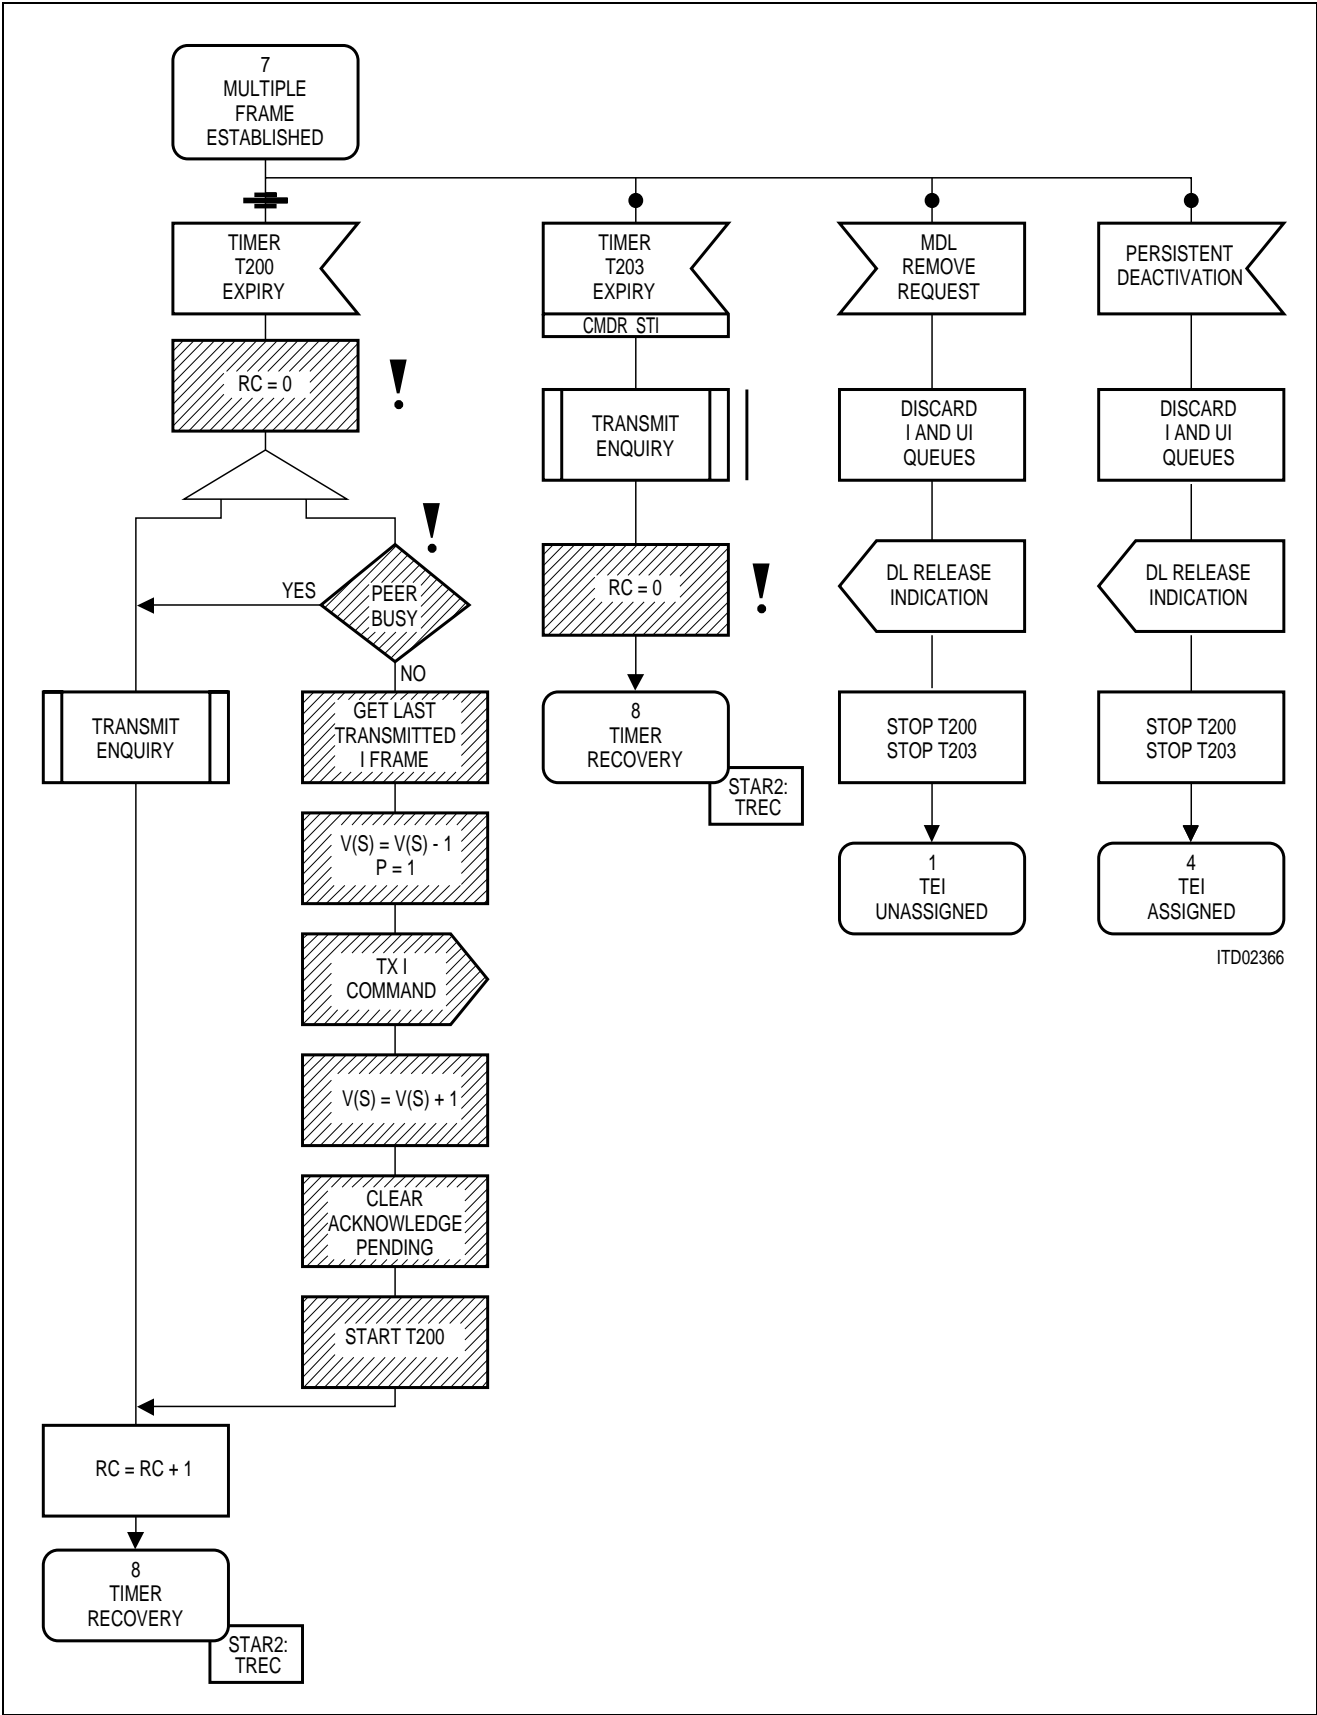 7
MULTIPLE
FRAME
ESTABLISHED
TIMER
T200
EXPIRY
RC = 0
!
YES
PEER
BUSY
!
NO
TRANSMIT
ENQUIRY
GET LAST
TRANSMITTED
I FRAME
V(S) = V(S) - 1
P = 1
TX I
COMMAND
V(S) = V(S) + 1
CLEAR
ACKNOWLEDGE
PENDING
START T200
RC = RC + 1
8
TIMER
RECOVERY
STAR2:
TREC
TIMER
T203
EXPIRY
CMDR STI
TRANSMIT
ENQUIRY
RC = 0
!
8
TIMER
RECOVERY
STAR2:
TREC
MDL
REMOVE
REQUEST
DISCARD
I AND UI
QUEUES
DL RELEASE
INDICATION
STOP T200
STOP T203
1
TEI
UNASSIGNED
PERSISTENT
DEACTIVATION
DISCARD
I AND UI
QUEUES
DL RELEASE
INDICATION
STOP T200
STOP T203
4
TEI
ASSIGNED
ITD02366